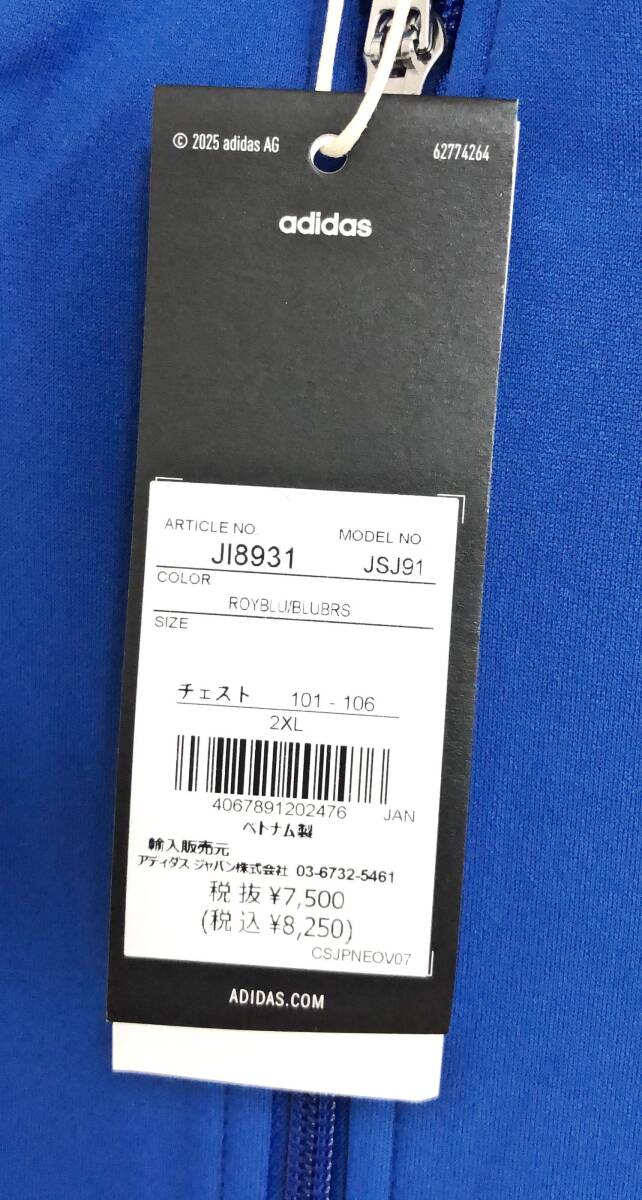 © 2025 adidas AG 62774264
adidas
ARTICLE NO. MODEL NO
JI8931 JSJ91
COLOR
ROYBLU/BLUBRS
SIZE
チェスト 101 - 106
2XL
4067891202476 JAN
ベトナム製
輸入販売元
アディダス ジャパン株式会社 03-6732-5461
税抜 ¥7,500
(税込 ¥8,250)
CSJPNEOV07
ADIDAS.COM